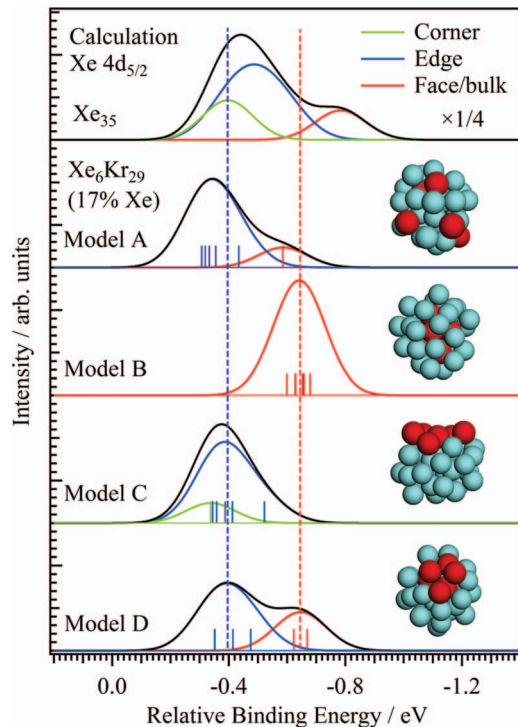 Calculation
Xe 4d5/2
Xe35
Corner
Edge
Face/bulk
×1/4
Xe6Kr29
(17% Xe)
Model A
Model B
Model C
Model D
Intensity / arb. units
0.0 -0.4 -0.8 -1.2
Relative Binding Energy / eV